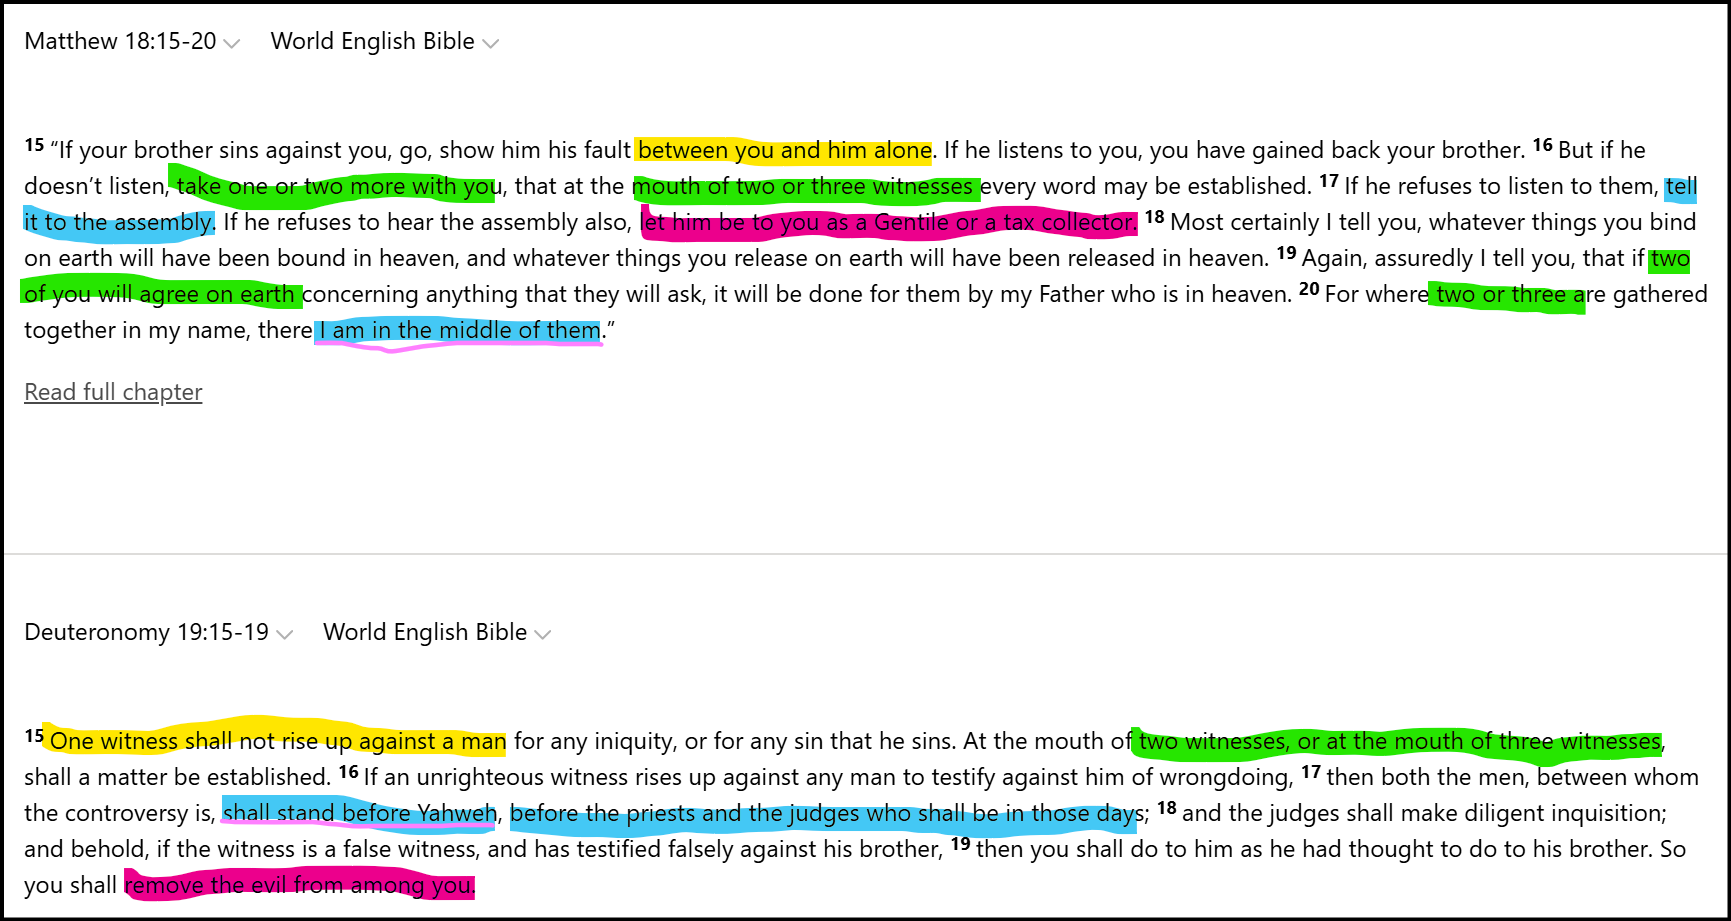 Matthew 18:15-20 World English Bible
15 “If your brother sins against you, go, show him his fault between you and him alone. If he listens to you, you have gained back your brother. 16 But if he
doesn’t listen, take one or two more with you, that at the mouth of two or three witnesses every word may be established. 17 If he refuses to listen to them, tell
it to the assembly. If he refuses to hear the assembly also, let him be to you as a Gentile or a tax collector. 18 Most certainly I tell you, whatever things you bind
on earth will have been bound in heaven, and whatever things you release on earth will have been released in heaven. 19 Again, assuredly I tell you, that if two
of you will agree on earth concerning anything that they will ask, it will be done for them by my Father who is in heaven. 20 For where two or three are gathered
together in my name, there I am in the middle of them.”
Read full chapter
Deuteronomy 19:15-19 World English Bible
15 One witness shall not rise up against a man for any iniquity, or for any sin that he sins. At the mouth of two witnesses, or at the mouth of three witnesses,
shall a matter be established. 16 If an unrighteous witness rises up against any man to testify against him of wrongdoing, 17 then both the men, between whom
the controversy is, shall stand before Yahweh, before the priests and the judges who shall be in those days; 18 and the judges shall make diligent inquisition;
and behold, if the witness is a false witness, and has testified falsely against his brother, 19 then you shall do to him as he had thought to do to his brother. So
you shall remove the evil from among you.